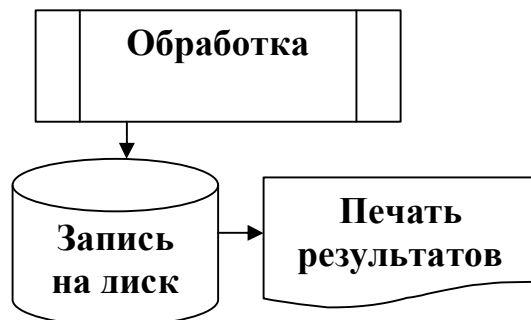 Обработка
Запись
на диск
Печать
результатов